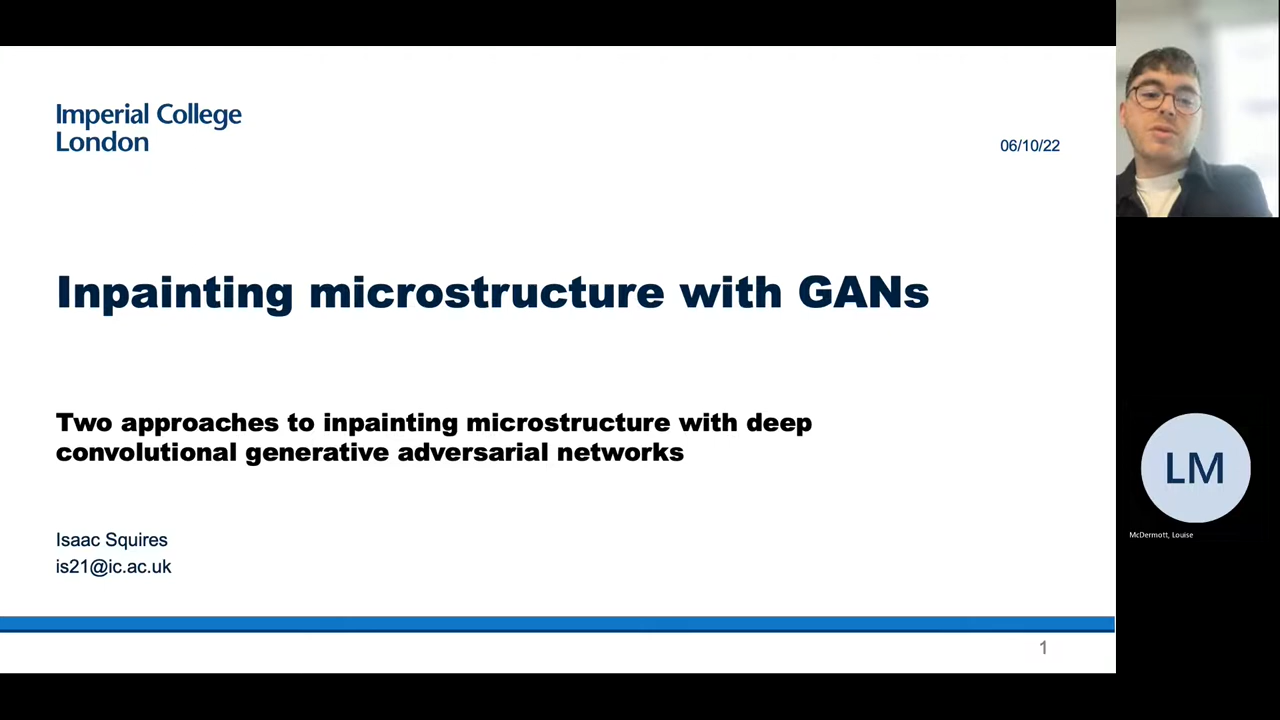 Imperial College
London
06/10/22
Inpainting microstructure with GANs
Two approaches to inpainting microstructure with deep
convolutional generative adversarial networks
Isaac Squires
is21@ic.ac.uk
1
LM
McDermott, Louise